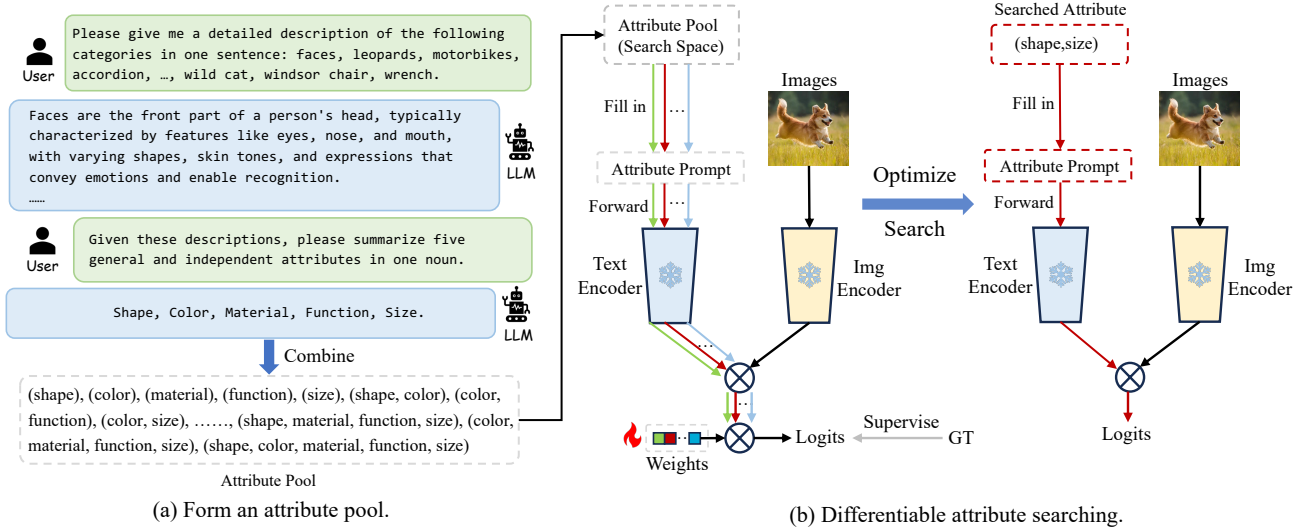 Please give me a detailed description of the following
categories in one sentence: faces, leopards, motorbikes,
accordion, …, wild cat, windsor chair, wrench.
User
Faces are the front part of a person's head, typically
characterized by features like eyes, nose, and mouth,
with varying shapes, skin tones, and expressions that
convey emotions and enable recognition.
……
LLM
User
Given these descriptions, please summarize five
general and independent attributes in one noun.
Shape, Color, Material, Function, Size.
LLM
Combine
(shape), (color), (material), (function), (size), (shape, color), (color,
function), (color, size), ……, (shape, material, function, size), (color,
material, function, size), (shape, color, material, function, size)
Attribute Pool
(a) Form an attribute pool.
Attribute Pool
(Search Space)
Fill in
…
Images
Attribute Prompt
Forward
…
Text
Encoder
Img
Encoder
…
…
Weights
Logits
Supervise
GT
Optimize
Search
Searched Attribute
(shape,size)
Fill in
Images
Attribute Prompt
Forward
Text
Encoder
Img
Encoder
Logits
(b) Differentiable attribute searching.